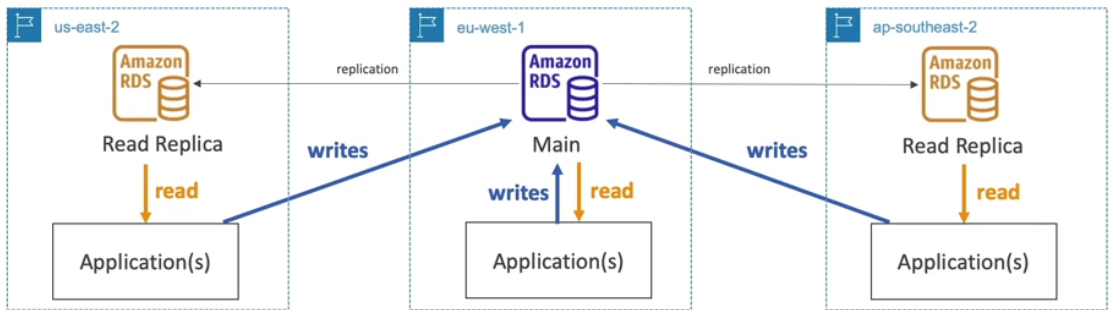 us-east-2
eu-west-1
ap-southeast-2
Amazon
RDS
replication
Amazon
RDS
replication
Amazon
RDS
Read Replica
writes
Main
writes
Read Replica
read
writes
read
read
Application(s)
Application(s)
Application(s)